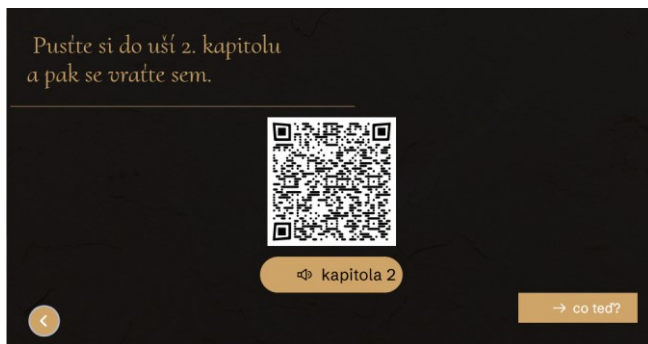 Pusťte si do uší 2. kapitolu
a pak se vraťte sem.
kapitola 2
→ co teď?